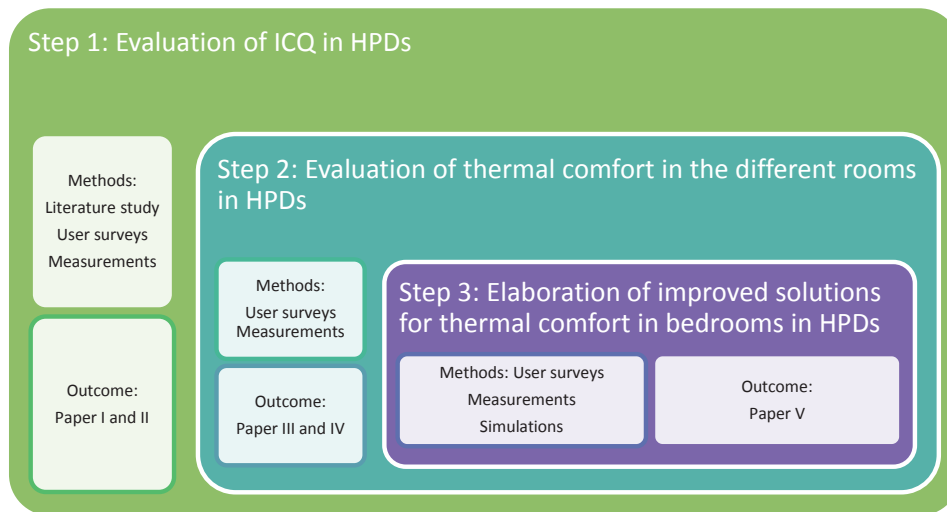 Step 1: Evaluation of ICQ in HPDs
Methods:
Literature study
User surveys
Measurements
Outcome:
Paper I and II
Step 2: Evaluation of thermal comfort in the different rooms
in HPDs
Methods:
User surveys
Measurements
Outcome:
Paper III and IV
Step 3: Elaboration of improved solutions
for thermal comfort in bedrooms in HPDs
Methods: User surveys
Measurements
Simulations
Outcome:
Paper V